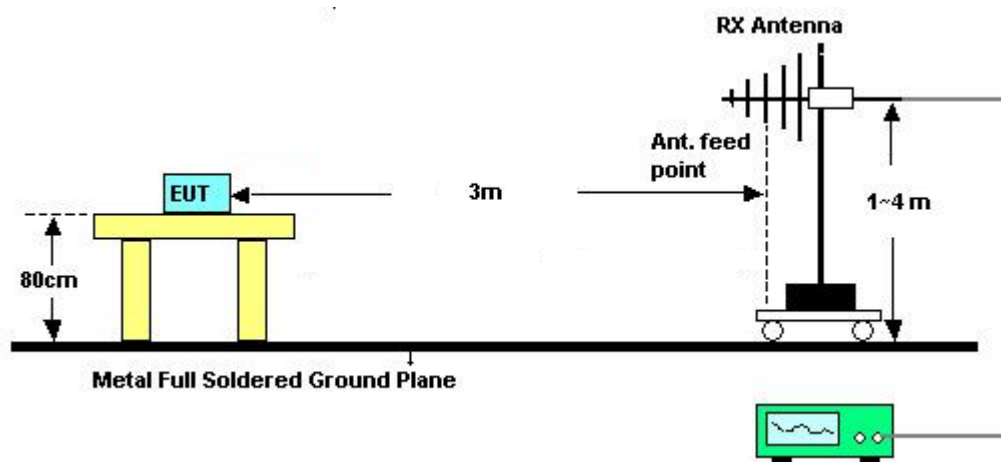 RX Antenna
Ant. feed
point
EUT
3m
1~4 m
80cm
Metal Full Soldered Ground Plane